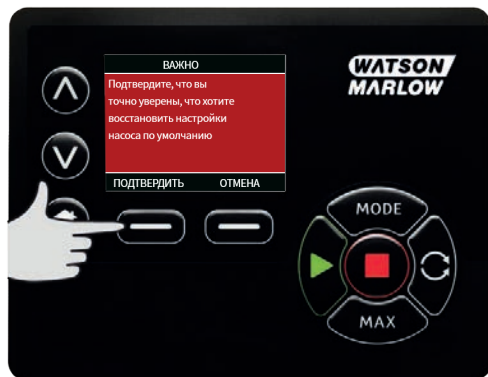 ВАЖНО
Подтвердите, что вы
точно уверены, что хотите
восстановить настройки
насоса по умолчанию
ПОДТВЕРДИТЬ ОТМЕНА
WATSON
MARLOW
MODE
MAX